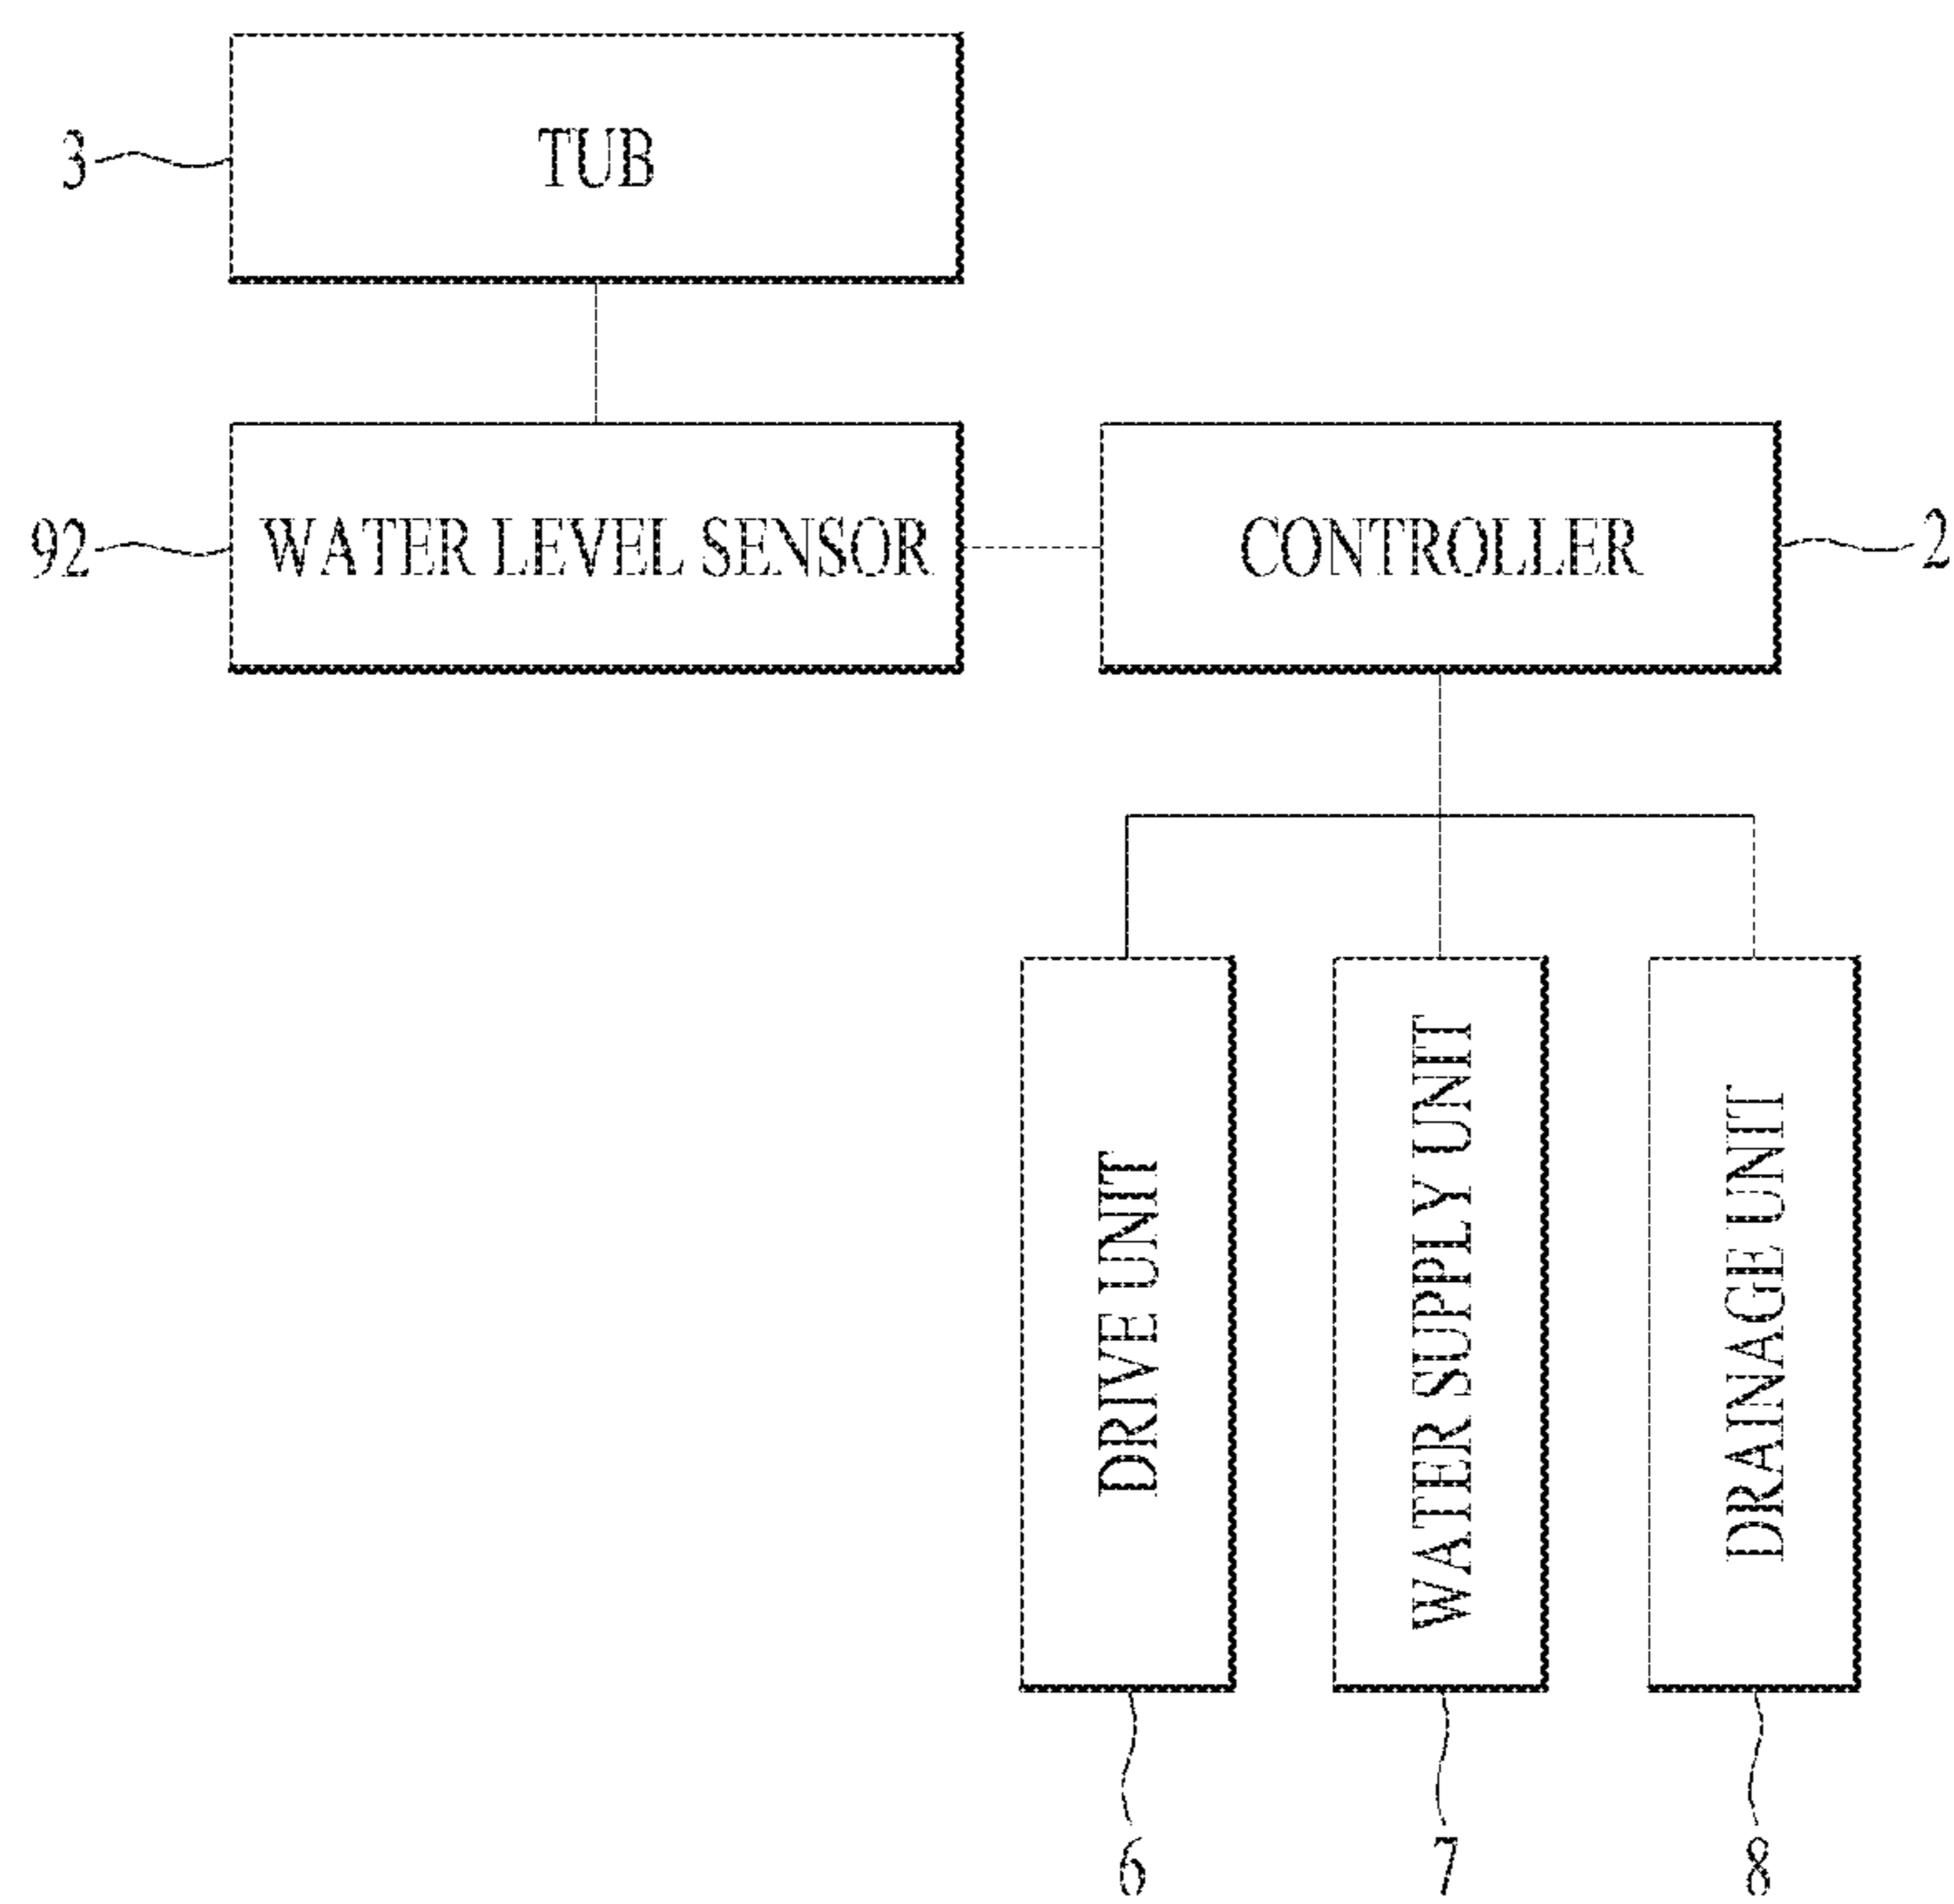 TUB
3
WATER LEVEL SENSOR
92
CONTROLLER
2
DRIVE UNIT
WATER SUPPLY UNIT
DRAINAGE UNIT
6
7
8